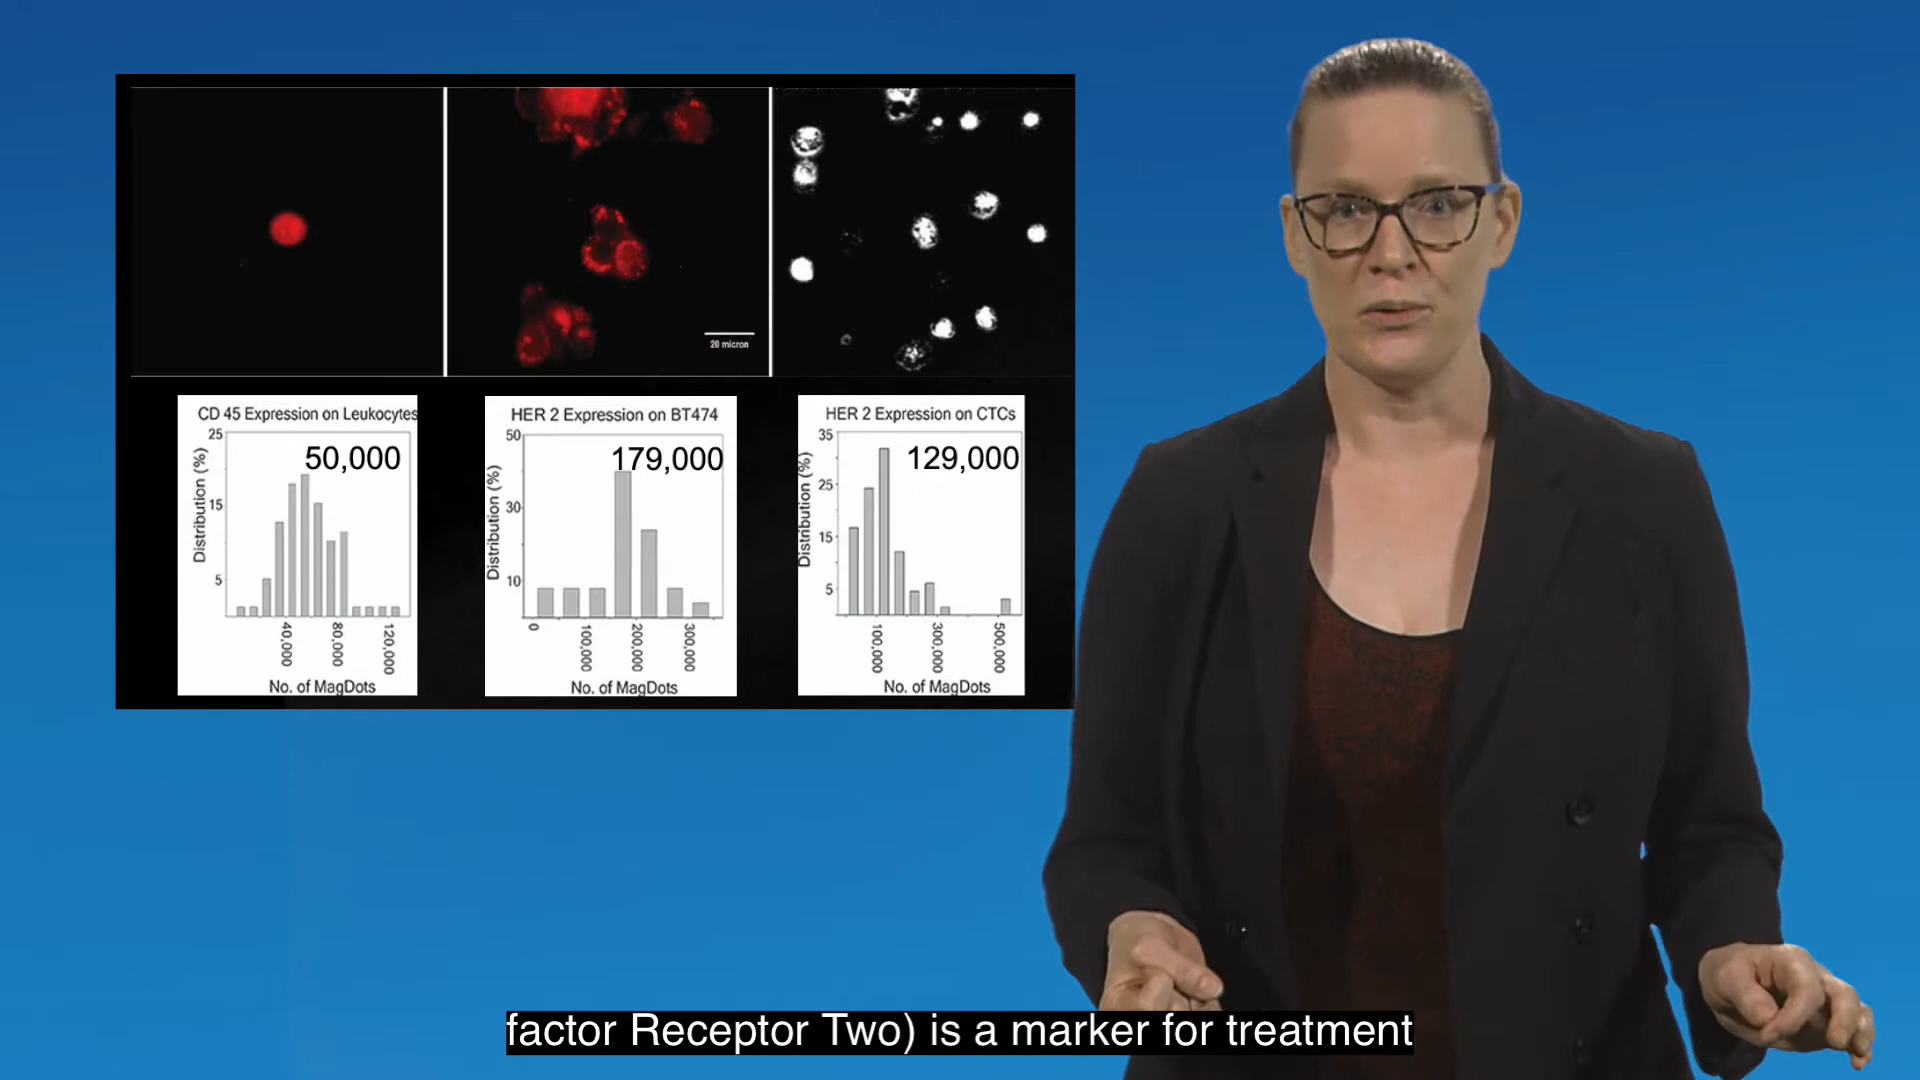 20 micron
CD 45 Expression on Leukocytes
50,000
Distribution (%)
25
15
5
40,000
80,000
120,000
No. of MagDots
HER 2 Expression on BT474
179,000
Distribution (%)
50
30
10
0
100,000
200,000
300,000
No. of MagDots
HER 2 Expression on CTCs
129,000
Distribution (%)
35
25
15
5
100,000
300,000
500,000
No. of MagDots
factor Receptor Two) is a marker for treatment